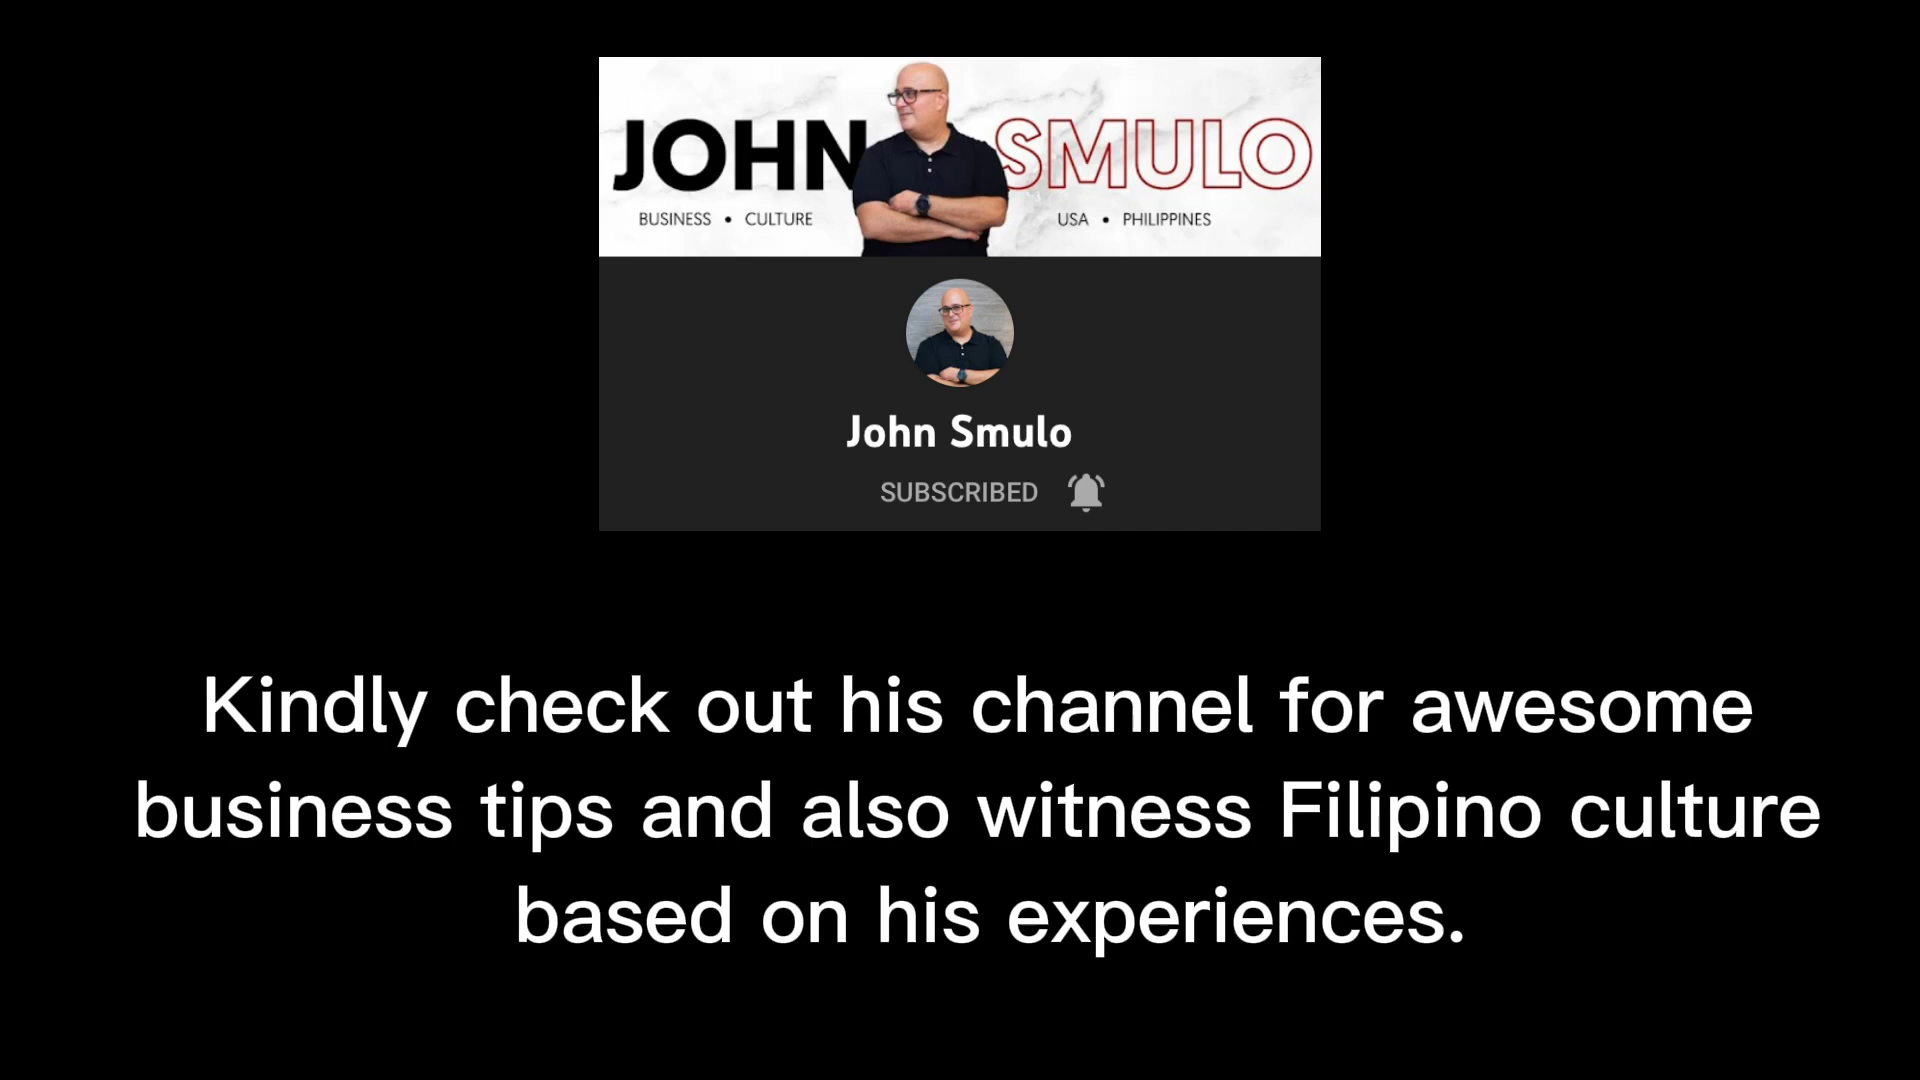 JOHN SMULO
BUSINESS • CULTURE USA • PHILIPPINES
John Smulo
SUBSCRIBED
Kindly check out his channel for awesome
business tips and also witness Filipino culture
based on his experiences.